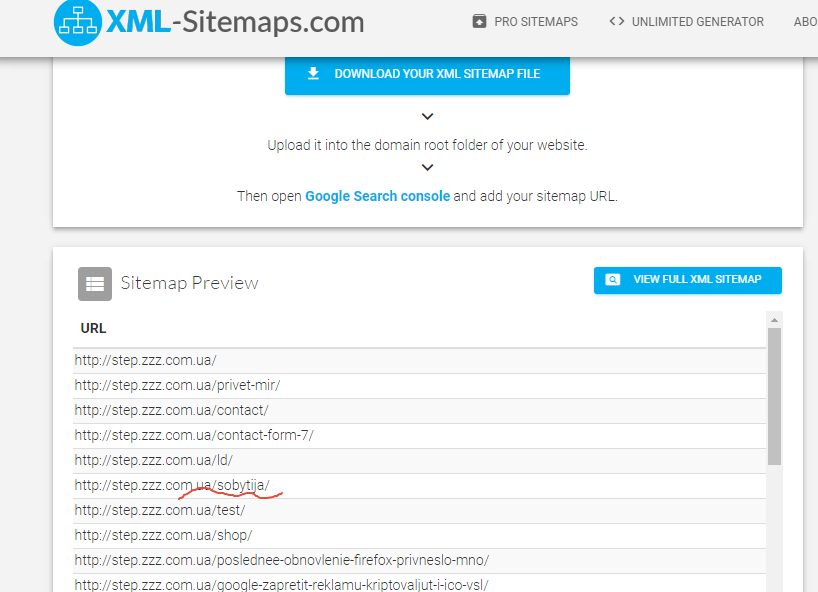 XML-Sitemaps.com
PRO SITEMAPS
<> UNLIMITED GENERATOR
ABO
DOWNLOAD YOUR XML SITEMAP FILE
Upload it into the domain root folder of your website.
Then open Google Search console and add your sitemap URL.
Sitemap Preview
VIEW FULL XML SITEMAP
URL
http://step.zzz.com.ua/
http://step.zzz.com.ua/privet-mir/
http://step.zzz.com.ua/contact/
http://step.zzz.com.ua/contact-form-7/
http://step.zzz.com.ua/ld/
http://step.zzz.com.ua/sobytija/
http://step.zzz.com.ua/test/
http://step.zzz.com.ua/shop/
http://step.zzz.com.ua/poslednee-obnovlenie-firefox-privneslo-mno/
http://step.zzz.com.ua/google-zapretit-reklamu-kriptovaljut-i-ico-vsl/